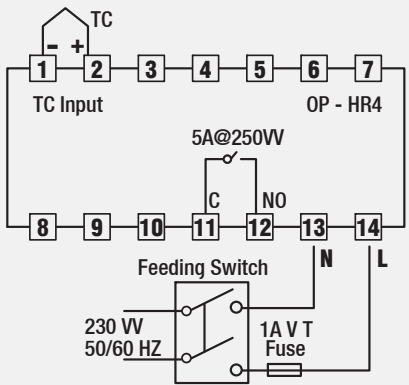 TC
- +
1 2 3 4 5 6 7
TC Input OP - HR4
5A@250VV
C NO
8 9 10 11 12 13 14
N L
Feeding Switch
230 VV
50/60 HZ
1A V T
Fuse